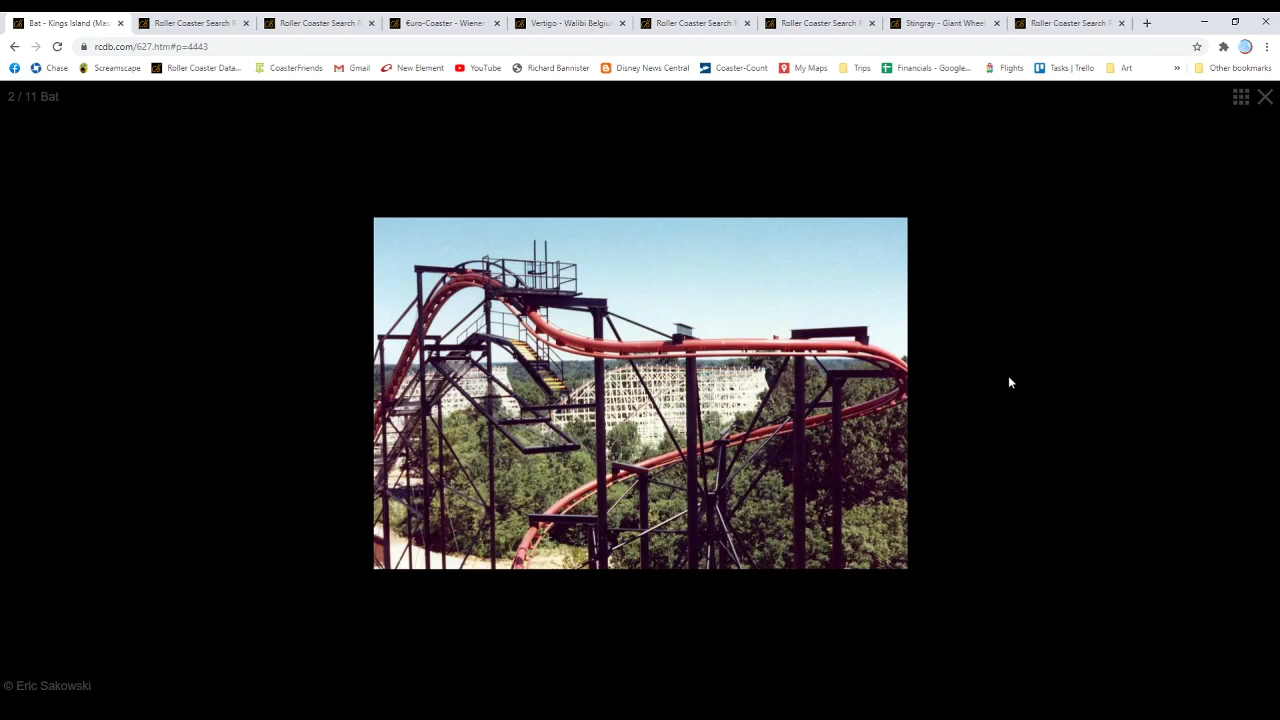 Bat - Kings Island (Mas
Roller Coaster Search R
Roller Coaster Search R
€uro-Coaster - Wiener
Vertigo - Walibi Belgiu
Roller Coaster Search R
Roller Coaster Search R
Stingray - Giant Wheel
Roller Coaster Search R
rcdb.com/627.htm#p=4443
Chase
Screamscape
Roller Coaster Data...
CoasterFriends
Gmail
New Element
YouTube
Richard Bannister
Disney News Central
Coaster-Count
My Maps
Trips
Financials - Google...
Flights
Tasks | Trello
Art
»
Other bookmarks
2 / 11 Bat
© Eric Sakowski